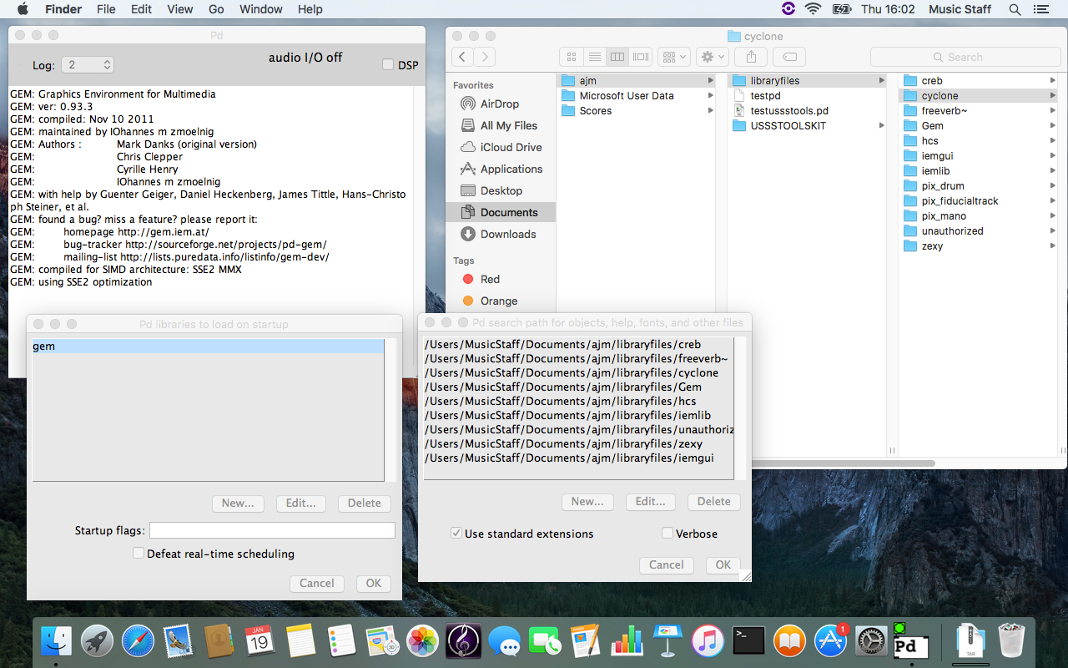 Finder File Edit View Go Window Help Thu 16:02 Music Staff
Pd
Log: 2 audio I/O off DSP
GEM: Graphics Environment for Multimedia
GEM: ver: 0.93.3
GEM: compiled: Nov 10 2011
GEM: maintained by IOhannes m zmoelnig
GEM: Authors : Mark Danks (original version)
GEM: Chris Clepper
GEM: Cyrille Henry
GEM: IOhannes m zmoelnig
GEM: with help by Guenter Geiger, Daniel Heckenberg, James Tittle, Hans-Christo
ph Steiner, et al.
GEM: found a bug? miss a feature? please report it:
GEM: homepage http://gem.iem.at/
GEM: bug-tracker http://sourceforge.net/projects/pd-gem/
GEM: mailing-list http://lists.puredata.info/listinfo/gem-dev/
GEM: compiled for SIMD architecture: SSE2 MMX
GEM: using SSE2 optimization
cyclone
Search
Favorites
AirDrop
All My Files
iCloud Drive
Applications
Desktop
Documents
Downloads
Tags
Red
Orange
ajm
Microsoft User Data
Scores
libraryfiles
testpd
testussstools.pd
USSSTOOLSKIT
creb
cyclone
freeverb~
Gem
hcs
iemgui
iemlib
pix_drum
pix_fiducialtrack
pix_mano
unauthorized
zexy
Pd libraries to load on startup
gem
New... Edit... Delete
Startup flags:
Defeat real-time scheduling
Cancel OK
Pd search path for objects, help, fonts, and other files
/Users/MusicStaff/Documents/ajm/libraryfiles/creb
/Users/MusicStaff/Documents/ajm/libraryfiles/freeverb~
/Users/MusicStaff/Documents/ajm/libraryfiles/cyclone
/Users/MusicStaff/Documents/ajm/libraryfiles/Gem
/Users/MusicStaff/Documents/ajm/libraryfiles/hcs
/Users/MusicStaff/Documents/ajm/libraryfiles/iemlib
/Users/MusicStaff/Documents/ajm/libraryfiles/unauthoriz
/Users/MusicStaff/Documents/ajm/libraryfiles/zexy
/Users/MusicStaff/Documents/ajm/libraryfiles/iemgui
New... Edit... Delete
Use standard extensions Verbose
Cancel OK
JAN
19
1
Pd
TAR